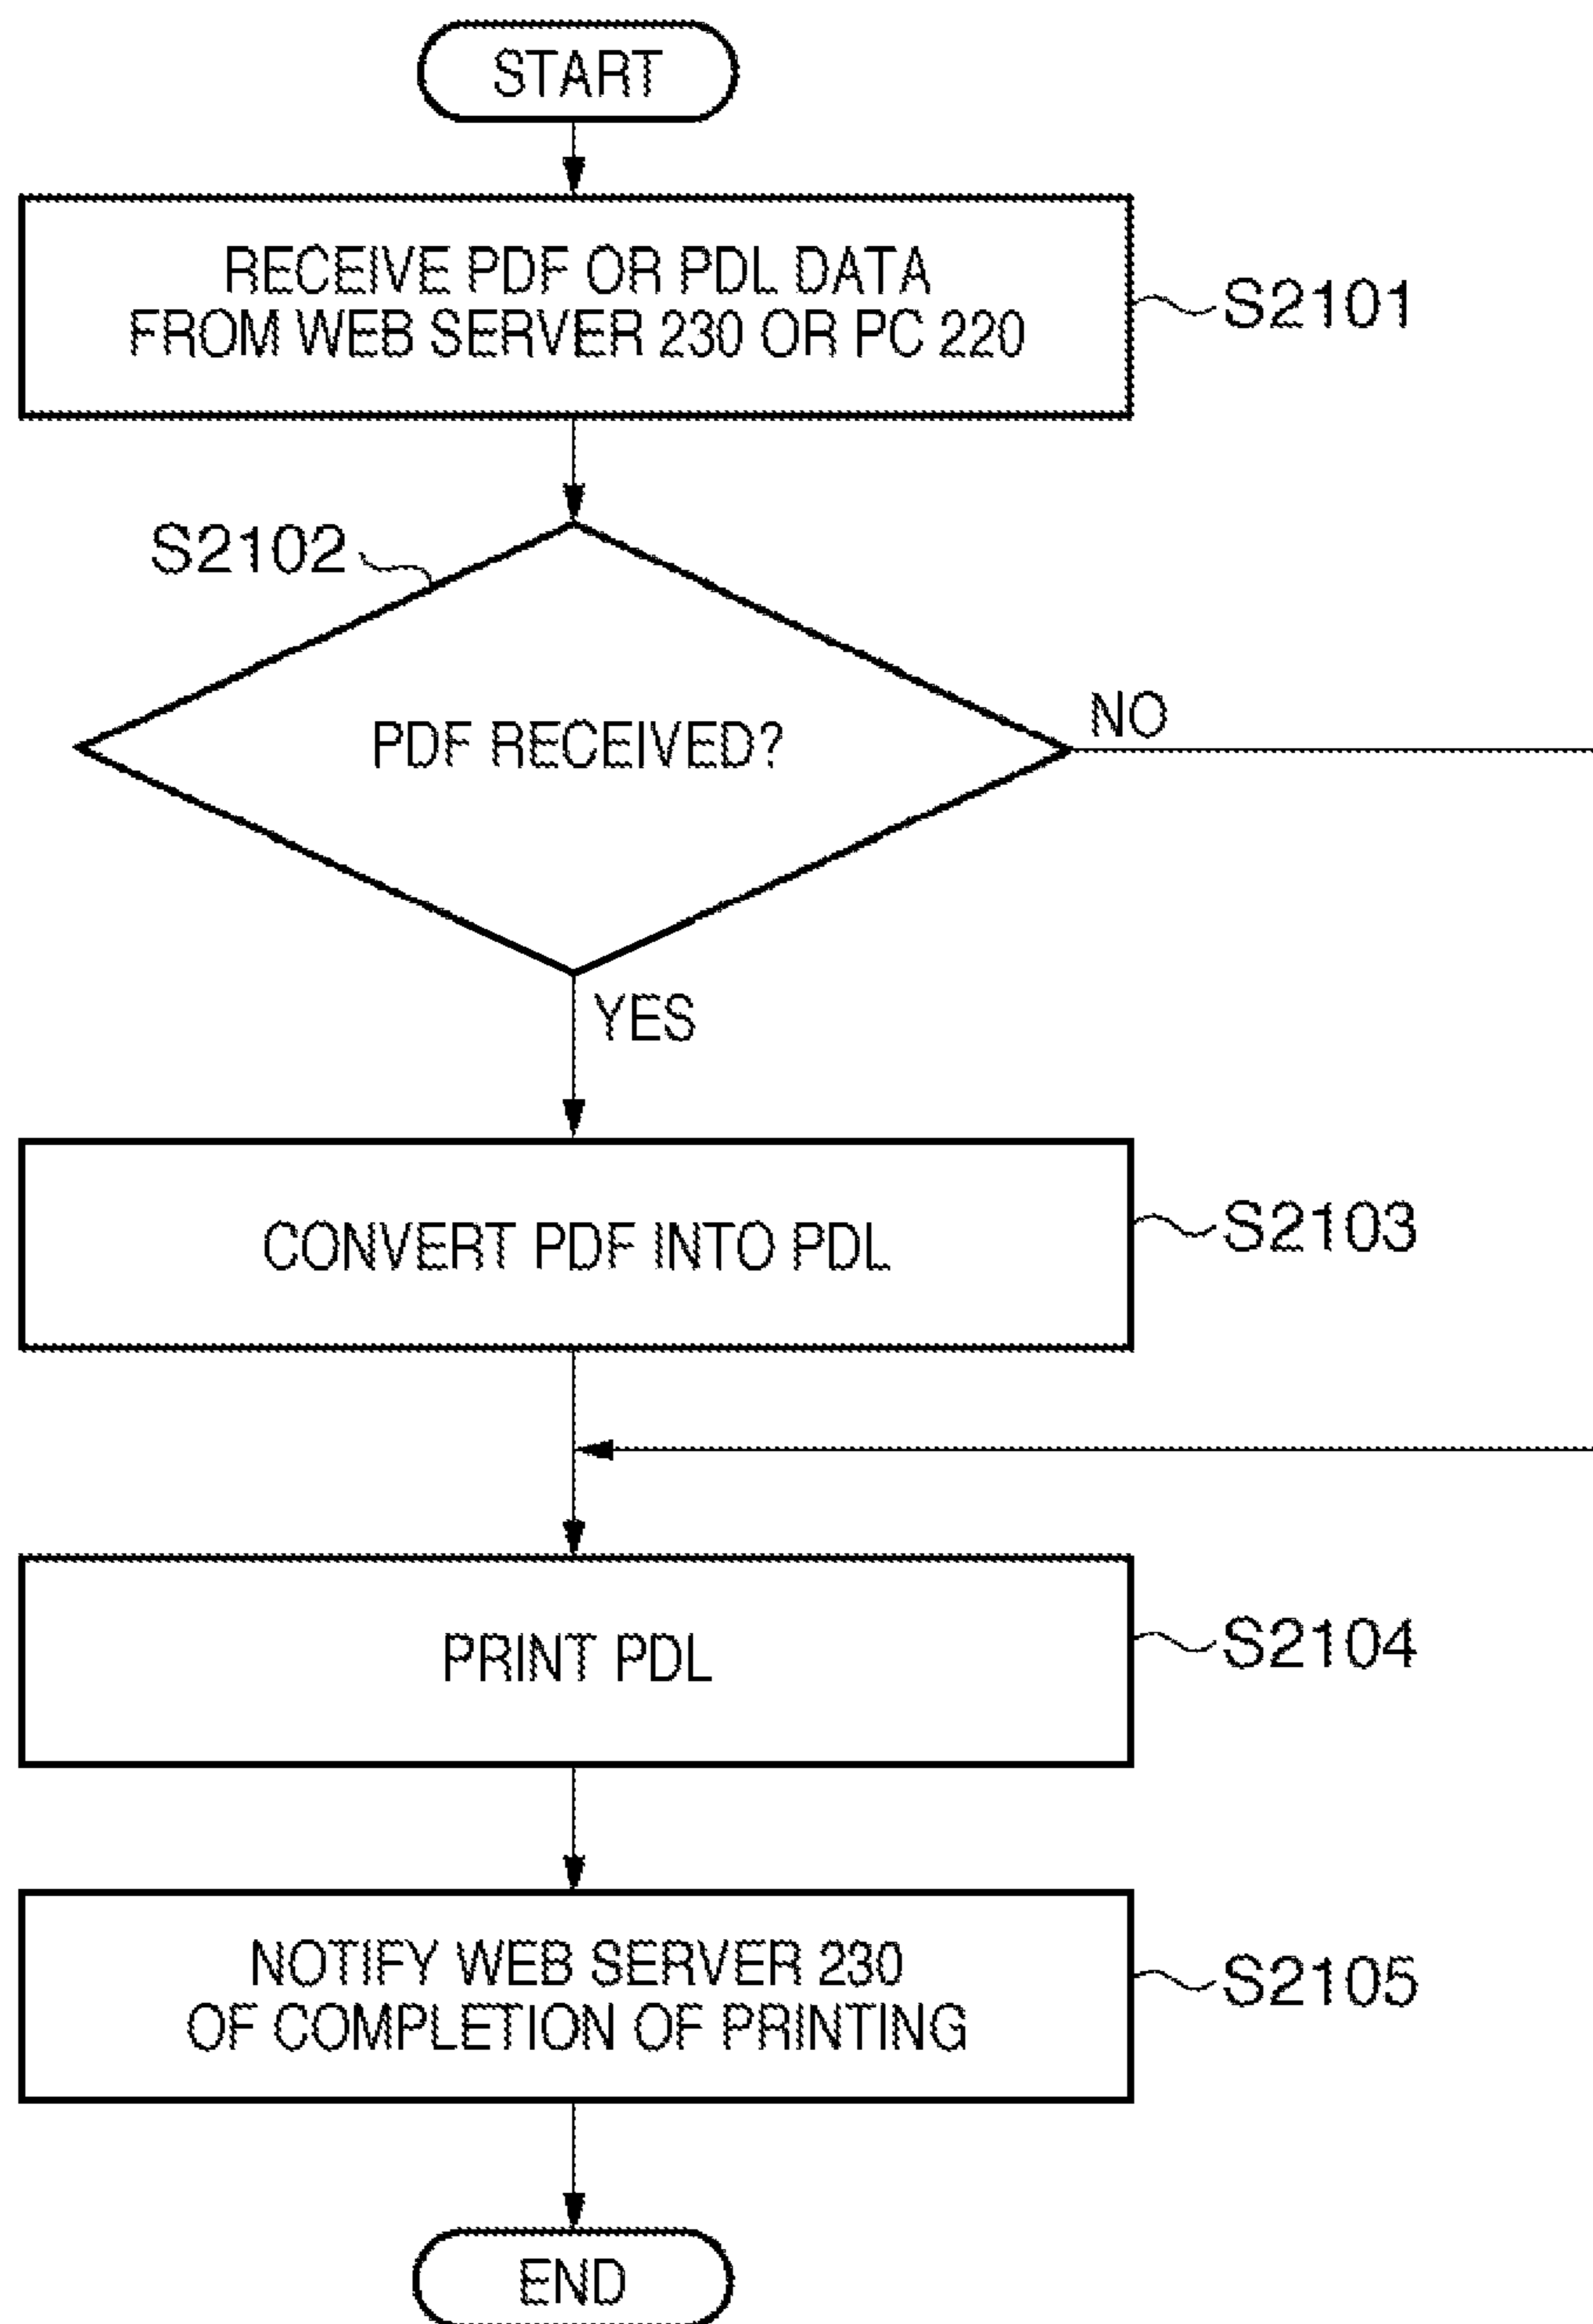 START
RECEIVE PDF OR PDL DATA
FROM WEB SERVER 230 OR PC 220
S2101
S2102
PDF RECEIVED?
NO
YES
CONVERT PDF INTO PDL
S2103
PRINT PDL
S2104
NOTIFY WEB SERVER 230
OF COMPLETION OF PRINTING
S2105
END